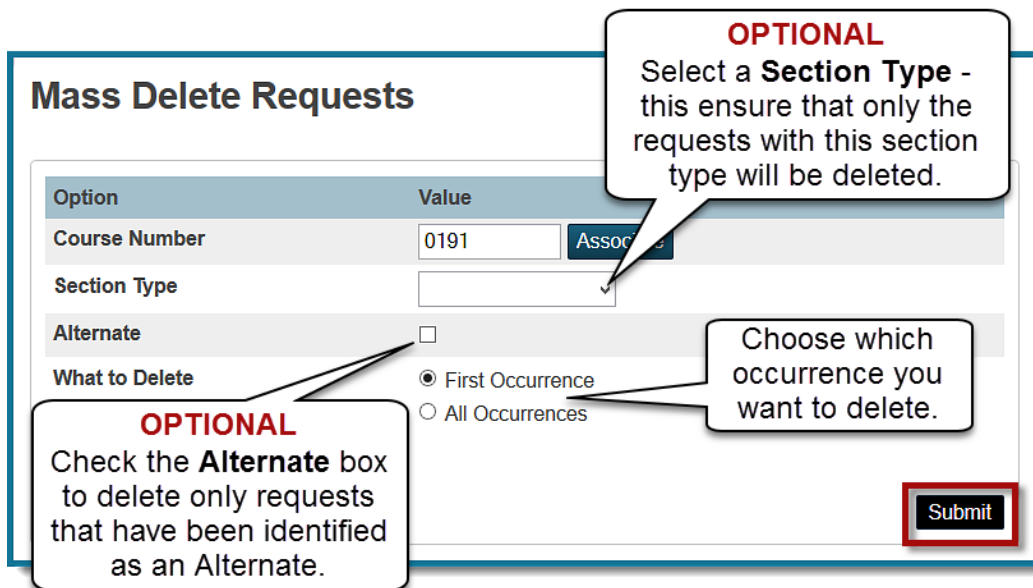 OPTIONAL
Select a Section Type -
this ensure that only the
requests with this section
type will be deleted.
Mass Delete Requests
Option Value
Course Number 0191
Section Type
Alternate
Choose which
occurrence you
want to delete.
What to Delete First Occurrence
All Occurrences
OPTIONAL
Check the Alternate box
to delete only requests
that have been identified
as an Alternate.
Submit